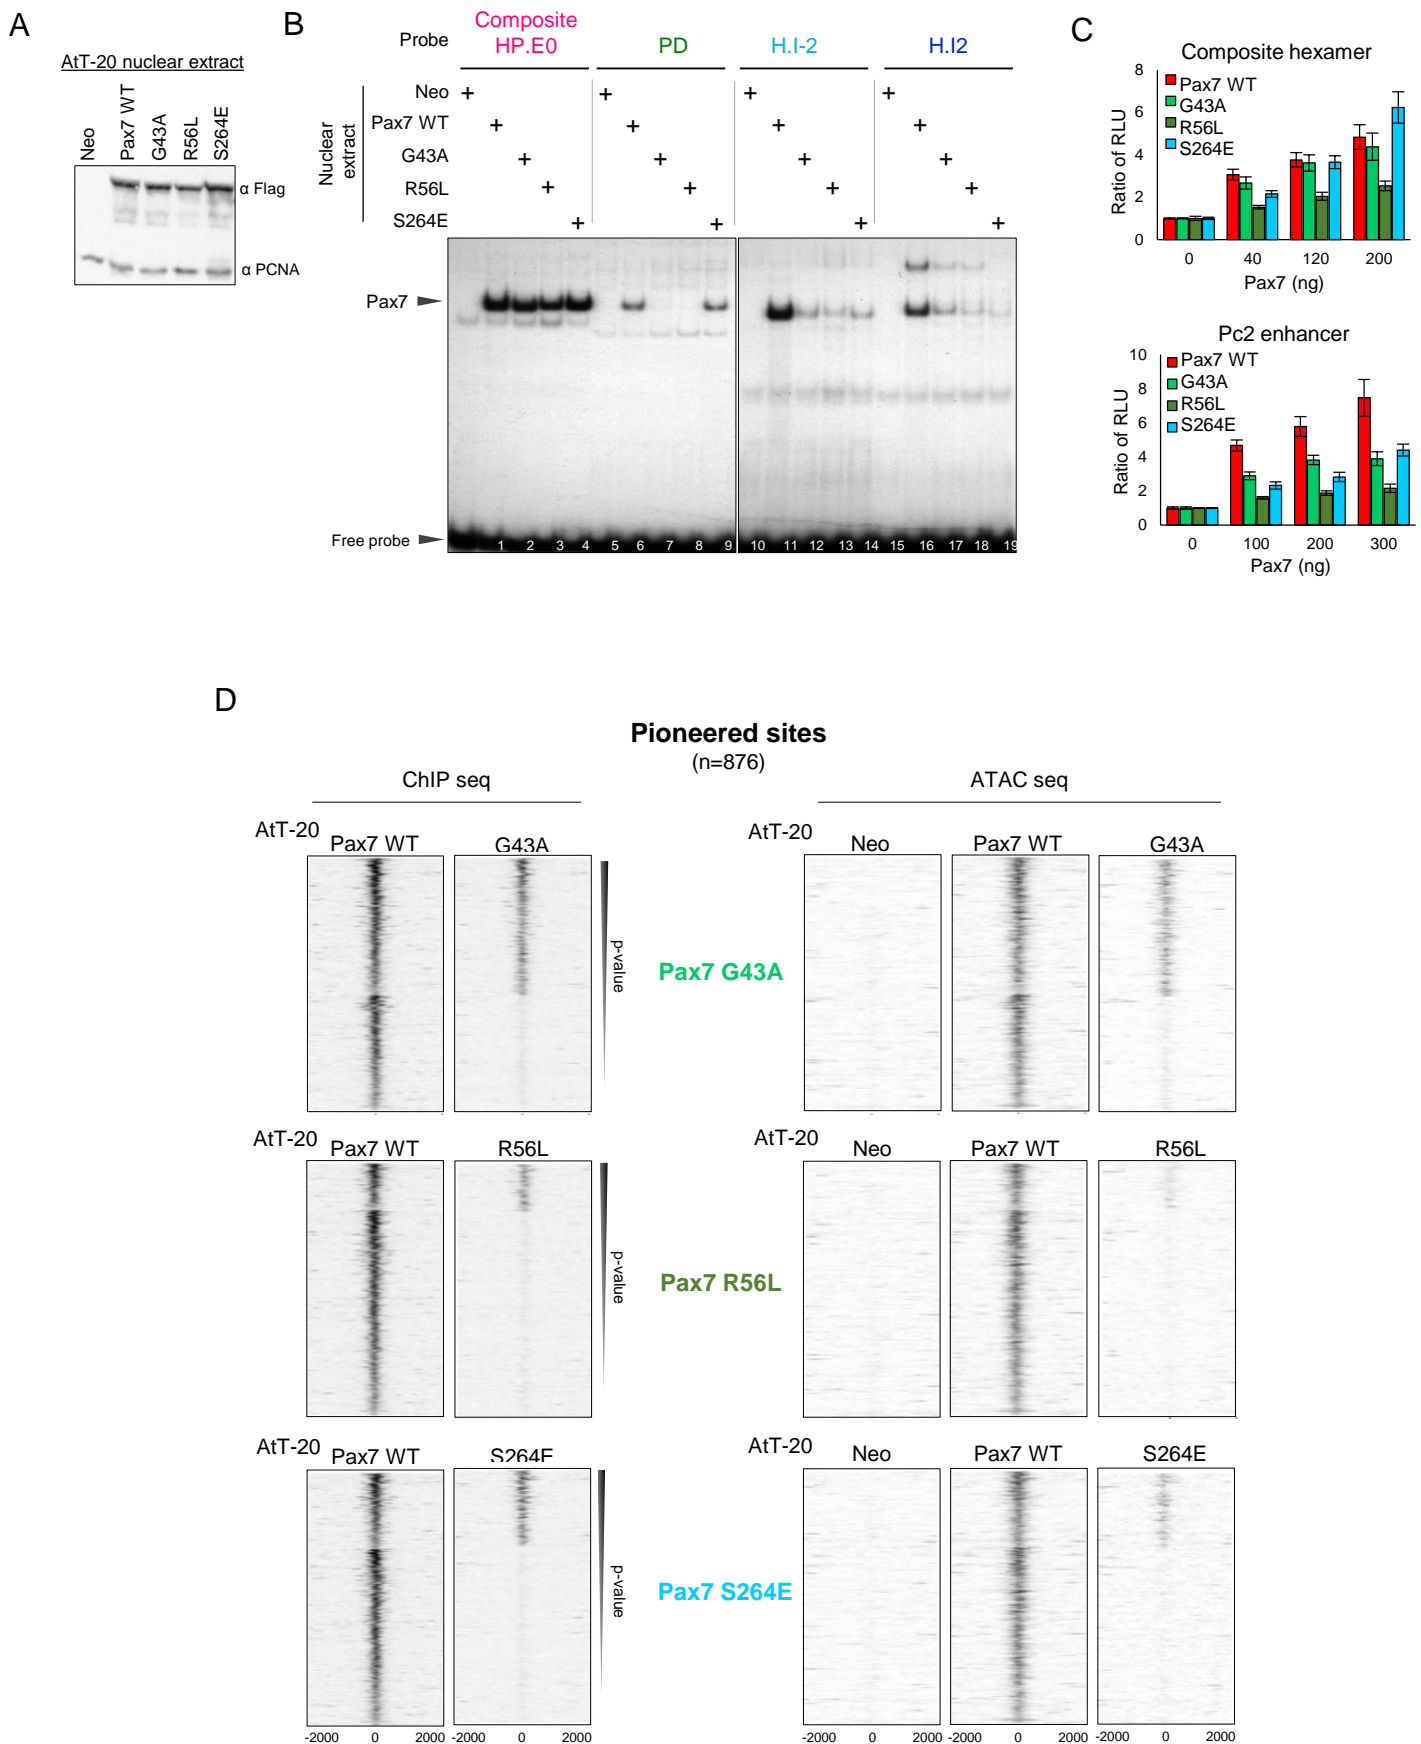 A
AtT-20 nuclear extract
Neo
Pax7 WT
G43A
R56L
S264E
α Flag
α PCNA
B
Probe
Composite
HP.E0
PD
H.I-2
H.I2
Nuclear
extract
Neo
+ + + +
Pax7 WT
+ + + +
G43A
+ + + +
R56L
+ + + +
S264E
+ + + +
Pax7
Free probe
1 2 3 4 5 6 7 8 9 10 11 12 13 14 15 16 17 18 19
C
Composite hexamer
Ratio of RLU
8
6
4
2
0
Pax7 WT
G43A
R56L
S264E
0 40 120 200
Pax7 (ng)
Pc2 enhancer
Ratio of RLU
10
8
6
4
2
0
Pax7 WT
G43A
R56L
S264E
0 100 200 300
Pax7 (ng)
D
Pioneered sites
(n=876)
ChIP seq
ATAC seq
AtT-20
Pax7 WT
G43A
p-value
Pax7 G43A
AtT-20
Neo
Pax7 WT
G43A
AtT-20
Pax7 WT
R56L
p-value
Pax7 R56L
AtT-20
Neo
Pax7 WT
R56L
AtT-20
Pax7 WT
S264E
p-value
Pax7 S264E
AtT-20
Neo
Pax7 WT
S264E
-2000 0 2000 -2000 0 2000
-2000 0 2000 -2000 0 2000 -2000 0 2000